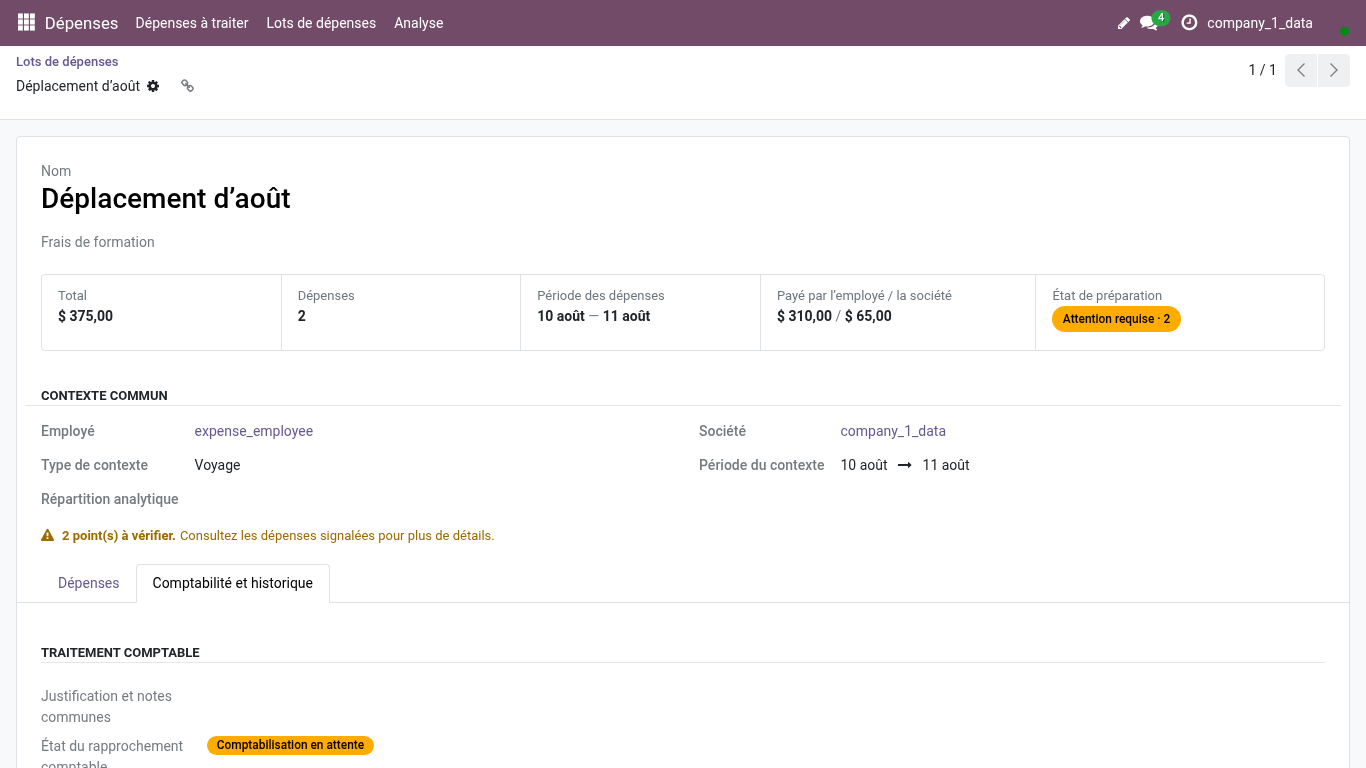 Dépenses Dépenses à traiter Lots de dépenses Analyse 4 company_1_data
Lots de dépenses
Déplacement d’août
1 / 1
Nom
Déplacement d’août
Frais de formation
Total Dépenses Période des dépenses Payé par l’employé / la société État de préparation
$ 375,00 2 10 août — 11 août $ 310,00 / $ 65,00 Attention requise · 2
CONTEXTE COMMUN
Employé expense_employee Société company_1_data
Type de contexte Voyage Période du contexte 10 août → 11 août
Répartition analytique
2 point(s) à vérifier. Consultez les dépenses signalées pour plus de détails.
Dépenses Comptabilité et historique
TRAITEMENT COMPTABLE
Justification et notes
communes
État du rapprochement Comptabilisation en attente
comptable